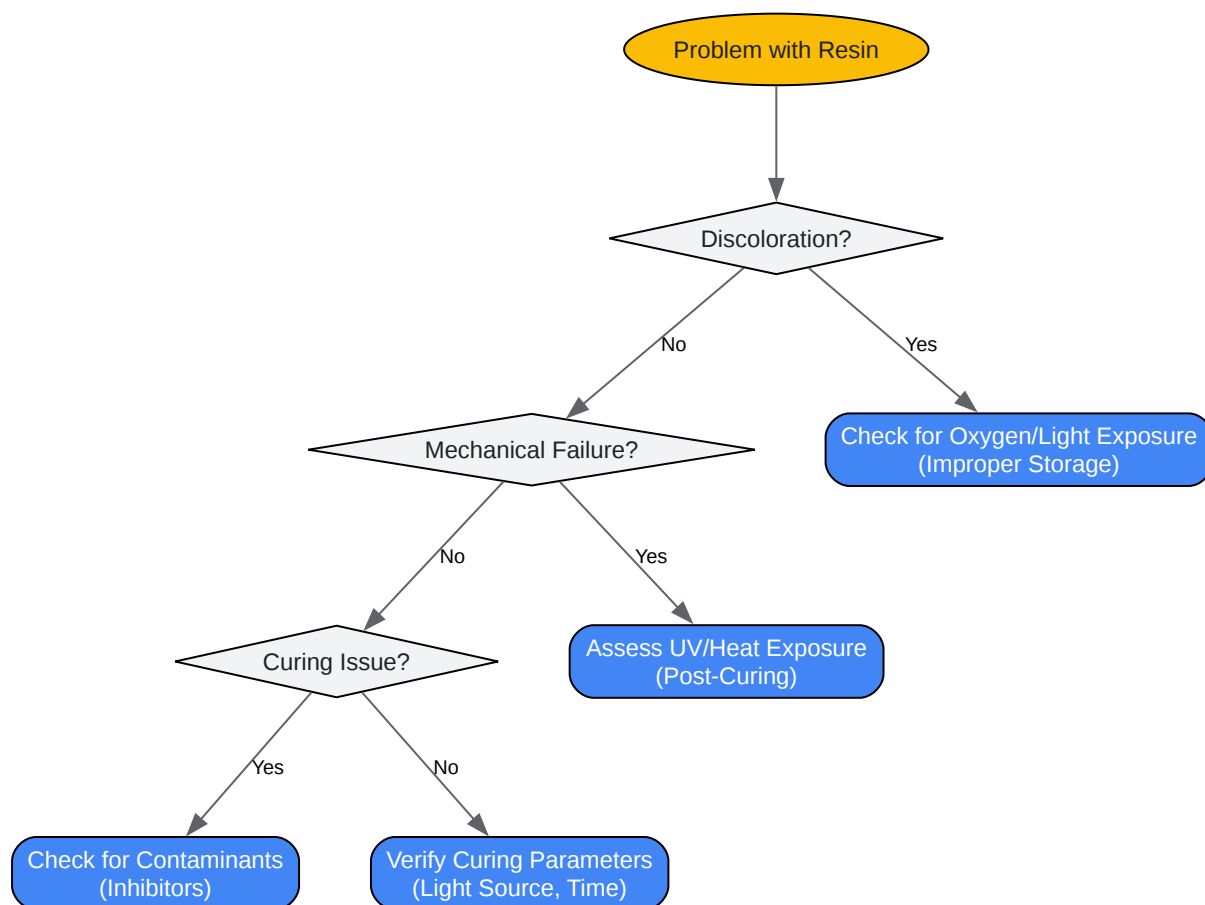 Problem with Resin
Discoloration?
No
Yes
Check for Oxygen/Light Exposure
(Improper Storage)
Mechanical Failure?
No
Yes
Assess UV/Heat Exposure
(Post-Curing)
Curing Issue?
Yes
No
Check for Contaminants
(Inhibitors)
Verify Curing Parameters
(Light Source, Time)